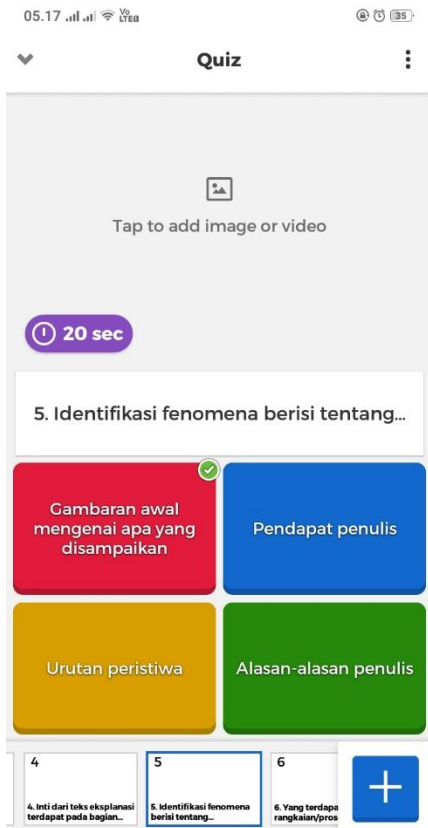 05.17 Vo LTE 35
Quiz
Tap to add image or video
20 sec
5. Identifikasi fenomena berisi tentang...
Gambaran awal
mengenai apa yang
disampaikan
Pendapat penulis
Urutan peristiwa
Alasan-alasan penulis
4
4. Inti dari teks eksplanasi
terdapat pada bagian...
5
5. Identifikasi fenomena
berisi tentang...
6
6. Yang terdapa
rangkaian/pros